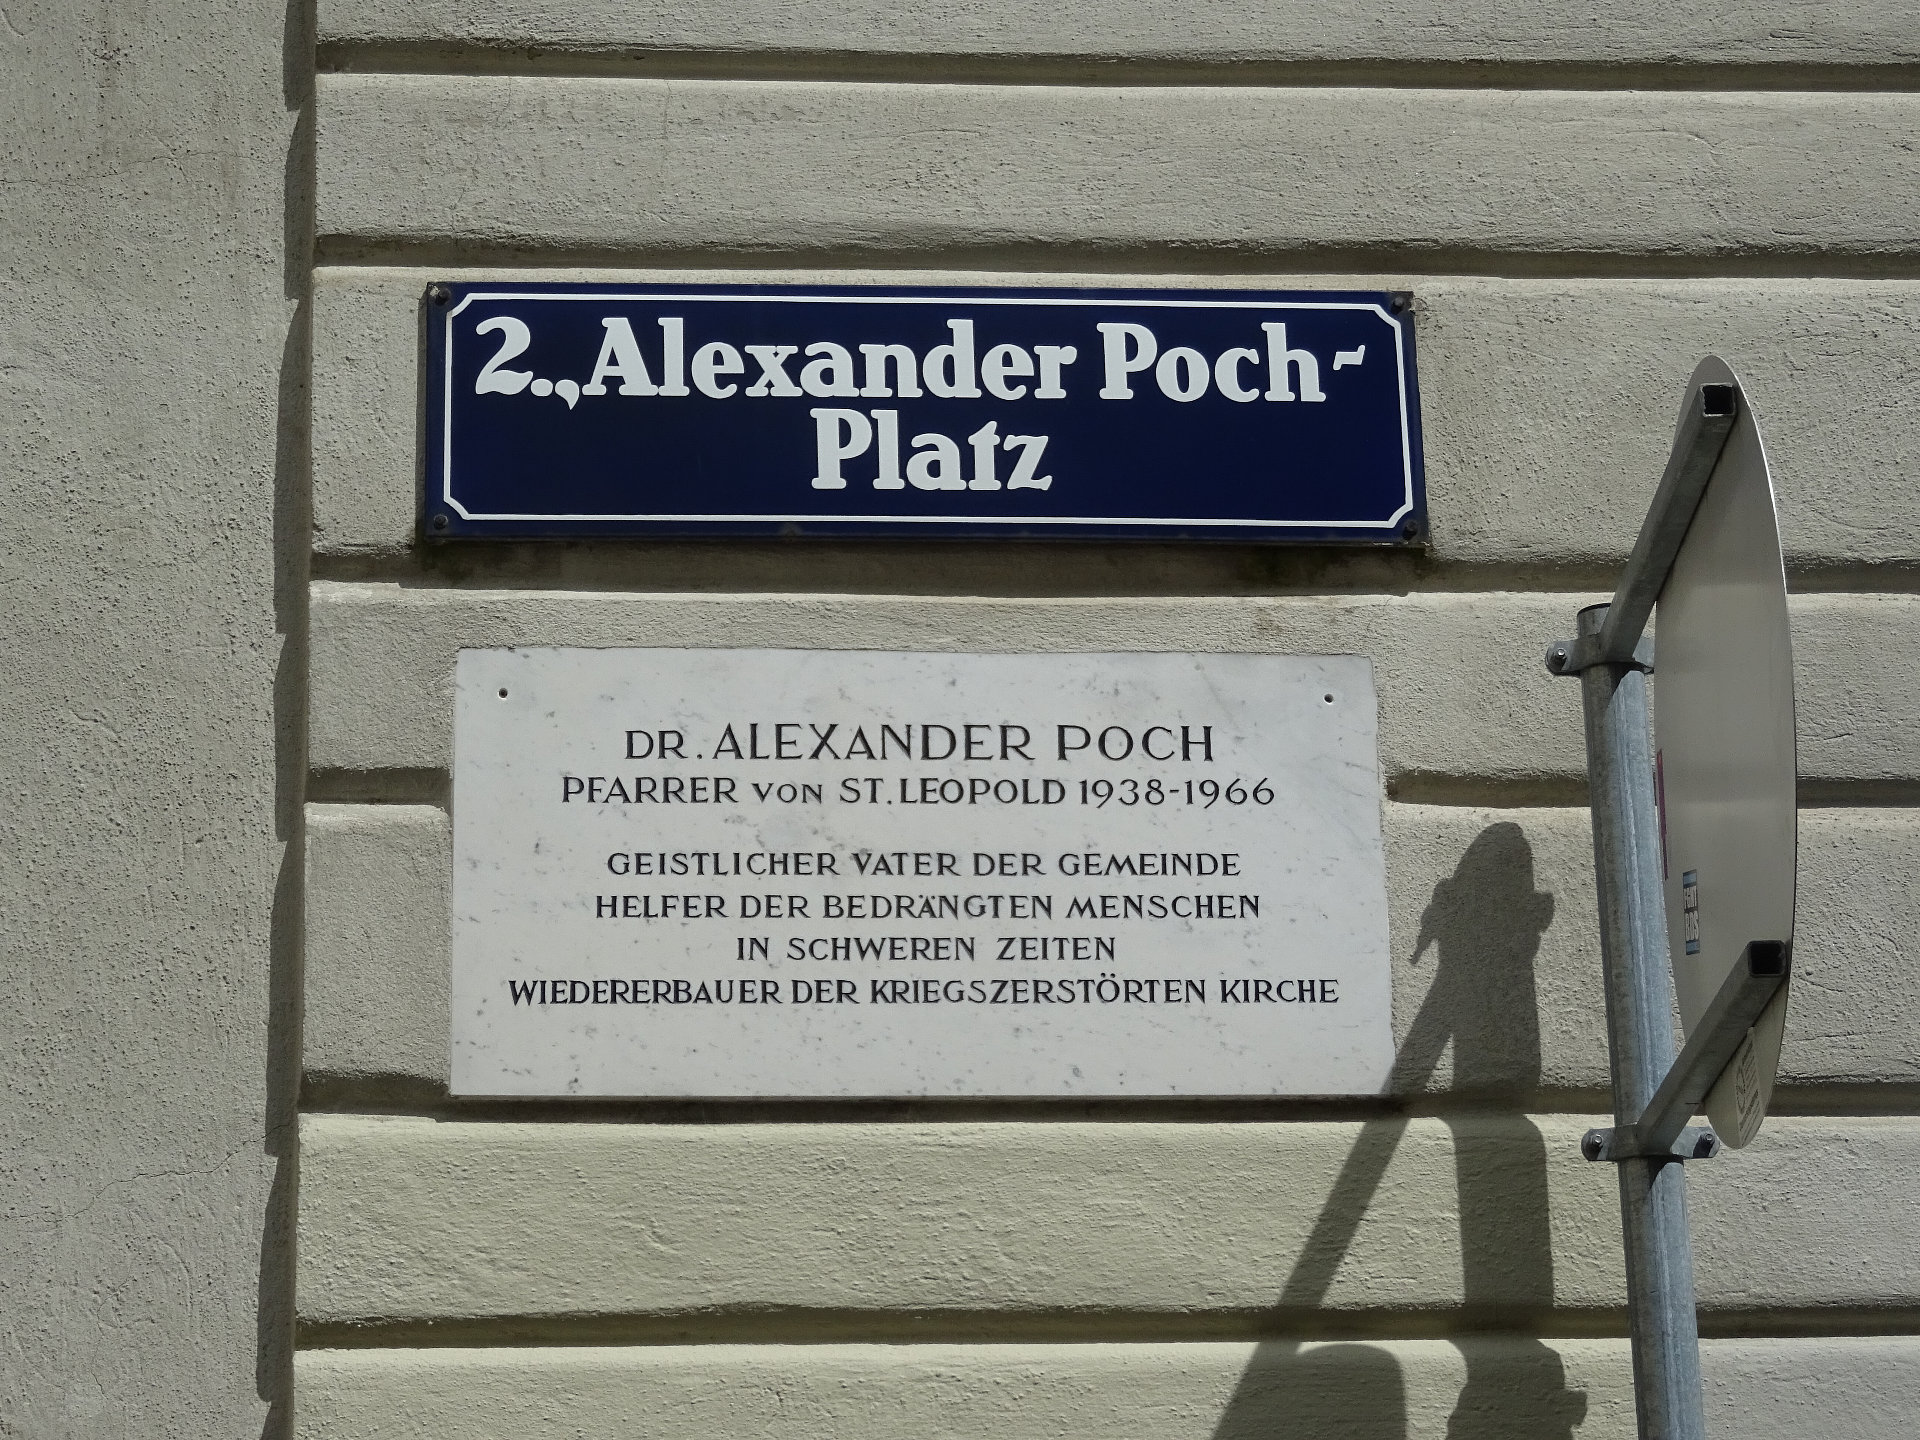 2., Alexander Poch-
Platz
DR. ALEXANDER POCH
PFARRER VON ST. LEOPOLD 1938-1966
GEISTLICHER VATER DER GEMEINDE
HELFER DER BEDRÄNGTEN MENSCHEN
IN SCHWEREN ZEITEN
WIEDERERBAUER DER KRIEGSZERSTÖRTEN KIRCHE